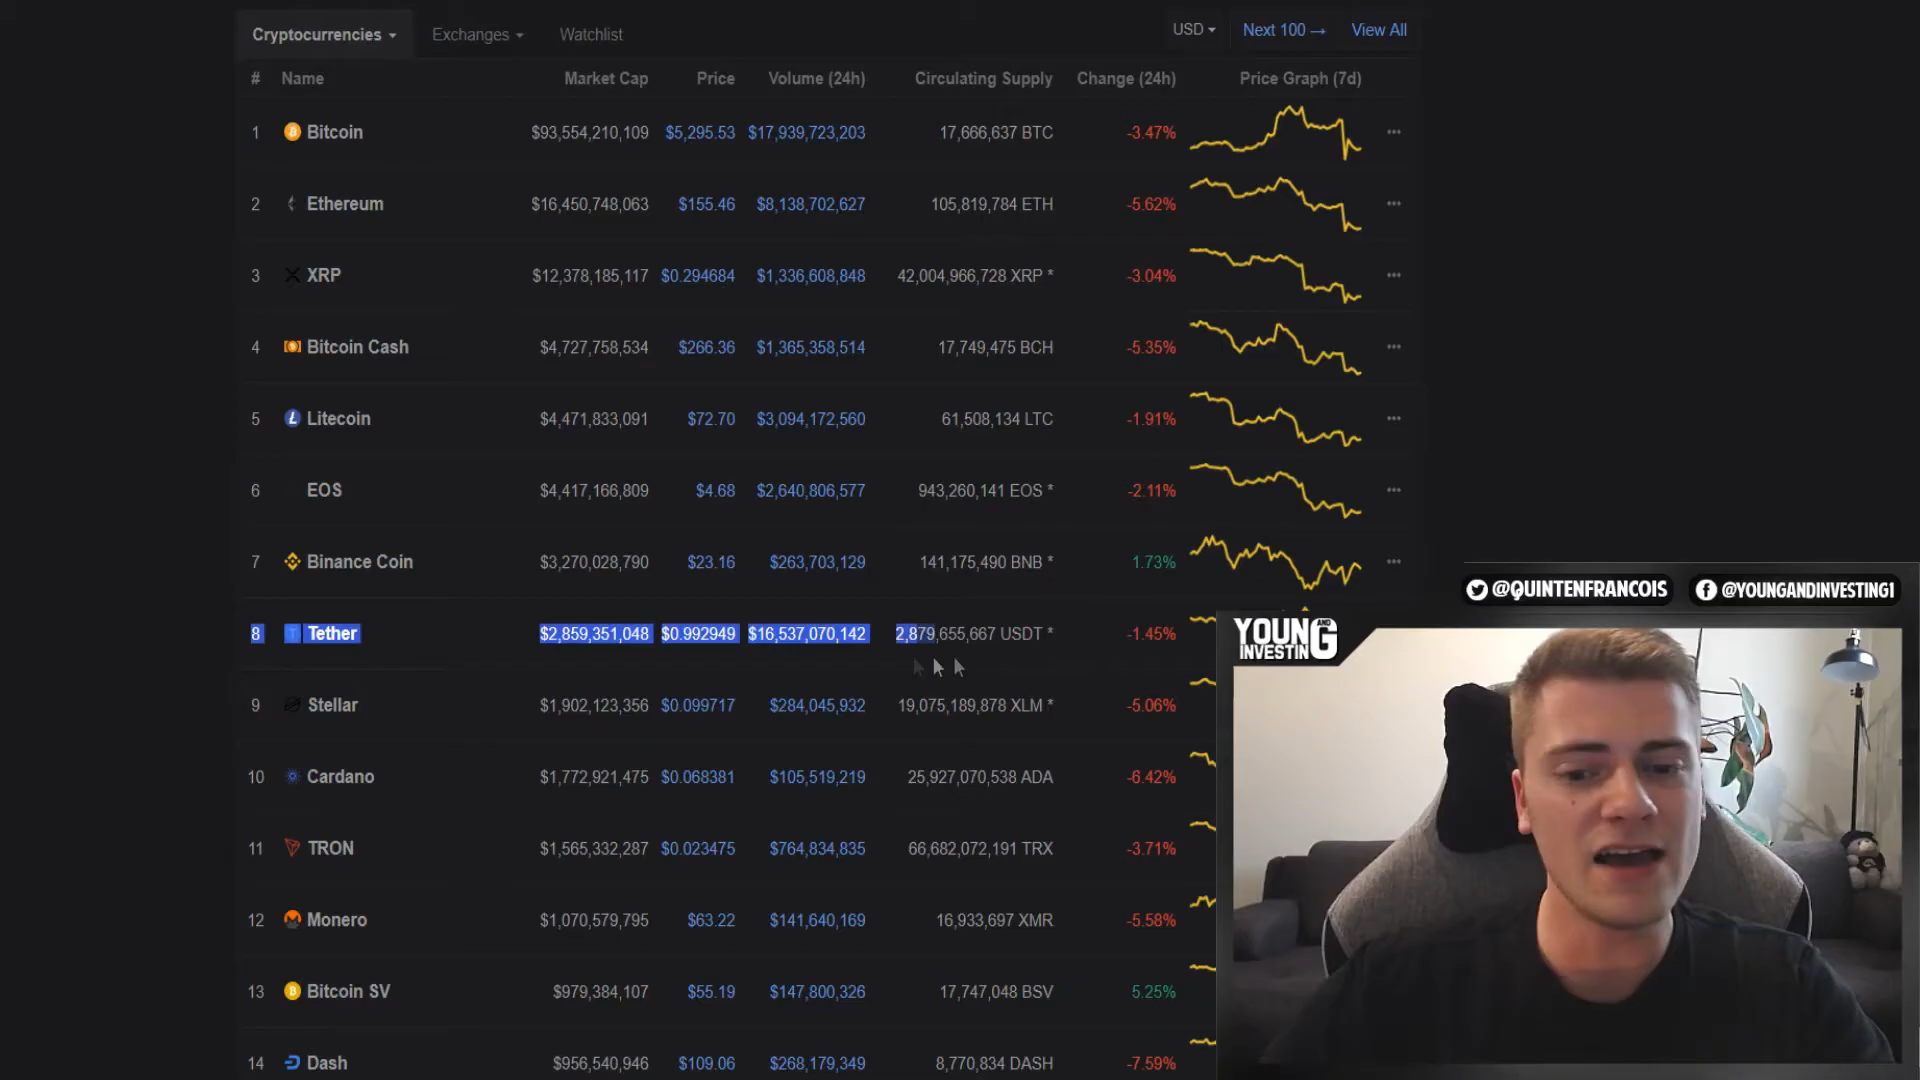 Cryptocurrencies Exchanges Watchlist USD Next 100 → View All
# Name Market Cap Price Volume (24h) Circulating Supply Change (24h) Price Graph (7d)
1 Bitcoin $93,554,210,109 $5,295.53 $17,939,723,203 17,666,637 BTC -3.47%
2 Ethereum $16,450,748,063 $155.46 $8,138,702,627 105,819,784 ETH -5.62%
3 XRP $12,378,185,117 $0.294684 $1,336,608,848 42,004,966,728 XRP * -3.04%
4 Bitcoin Cash $4,727,758,534 $266.36 $1,365,358,514 17,749,475 BCH -5.35%
5 Litecoin $4,471,833,091 $72.70 $3,094,172,560 61,508,134 LTC -1.91%
6 EOS $4,417,166,809 $4.68 $2,640,806,577 943,260,141 EOS * -2.11%
7 Binance Coin $3,270,028,790 $23.16 $263,703,129 141,175,490 BNB * 1.73%
@QUINTENFRANCOIS @YOUNGANDINVESTING1
8 Tether $2,859,351,048 $0.992949 $16,537,070,142 2,879,655,667 USDT * -1.45%
YOUNG AND
INVESTING
9 Stellar $1,902,123,356 $0.099717 $284,045,932 19,075,189,878 XLM * -5.06%
10 Cardano $1,772,921,475 $0.068381 $105,519,219 25,927,070,538 ADA -6.42%
11 TRON $1,565,332,287 $0.023475 $764,834,835 66,682,072,191 TRX -3.71%
12 Monero $1,070,579,795 $63.22 $141,640,169 16,933,697 XMR -5.58%
13 Bitcoin SV $979,384,107 $55.19 $147,800,326 17,747,048 BSV 5.25%
14 Dash $956,540,946 $109.06 $268,179,349 8,770,834 DASH -7.59%